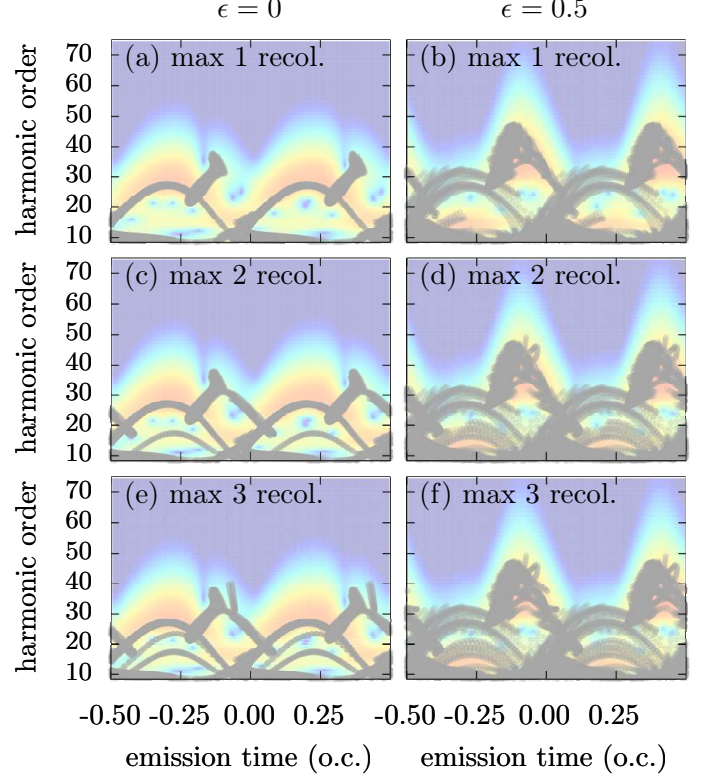 ϵ = 0 ϵ = 0.5
(a) max 1 recol. (b) max 1 recol.
harmonic order
70
60
50
40
30
20
10
(c) max 2 recol. (d) max 2 recol.
harmonic order
70
60
50
40
30
20
10
(e) max 3 recol. (f) max 3 recol.
harmonic order
70
60
50
40
30
20
10
-0.50 -0.25 0.00 0.25 -0.50 -0.25 0.00 0.25
emission time (o.c.) emission time (o.c.)